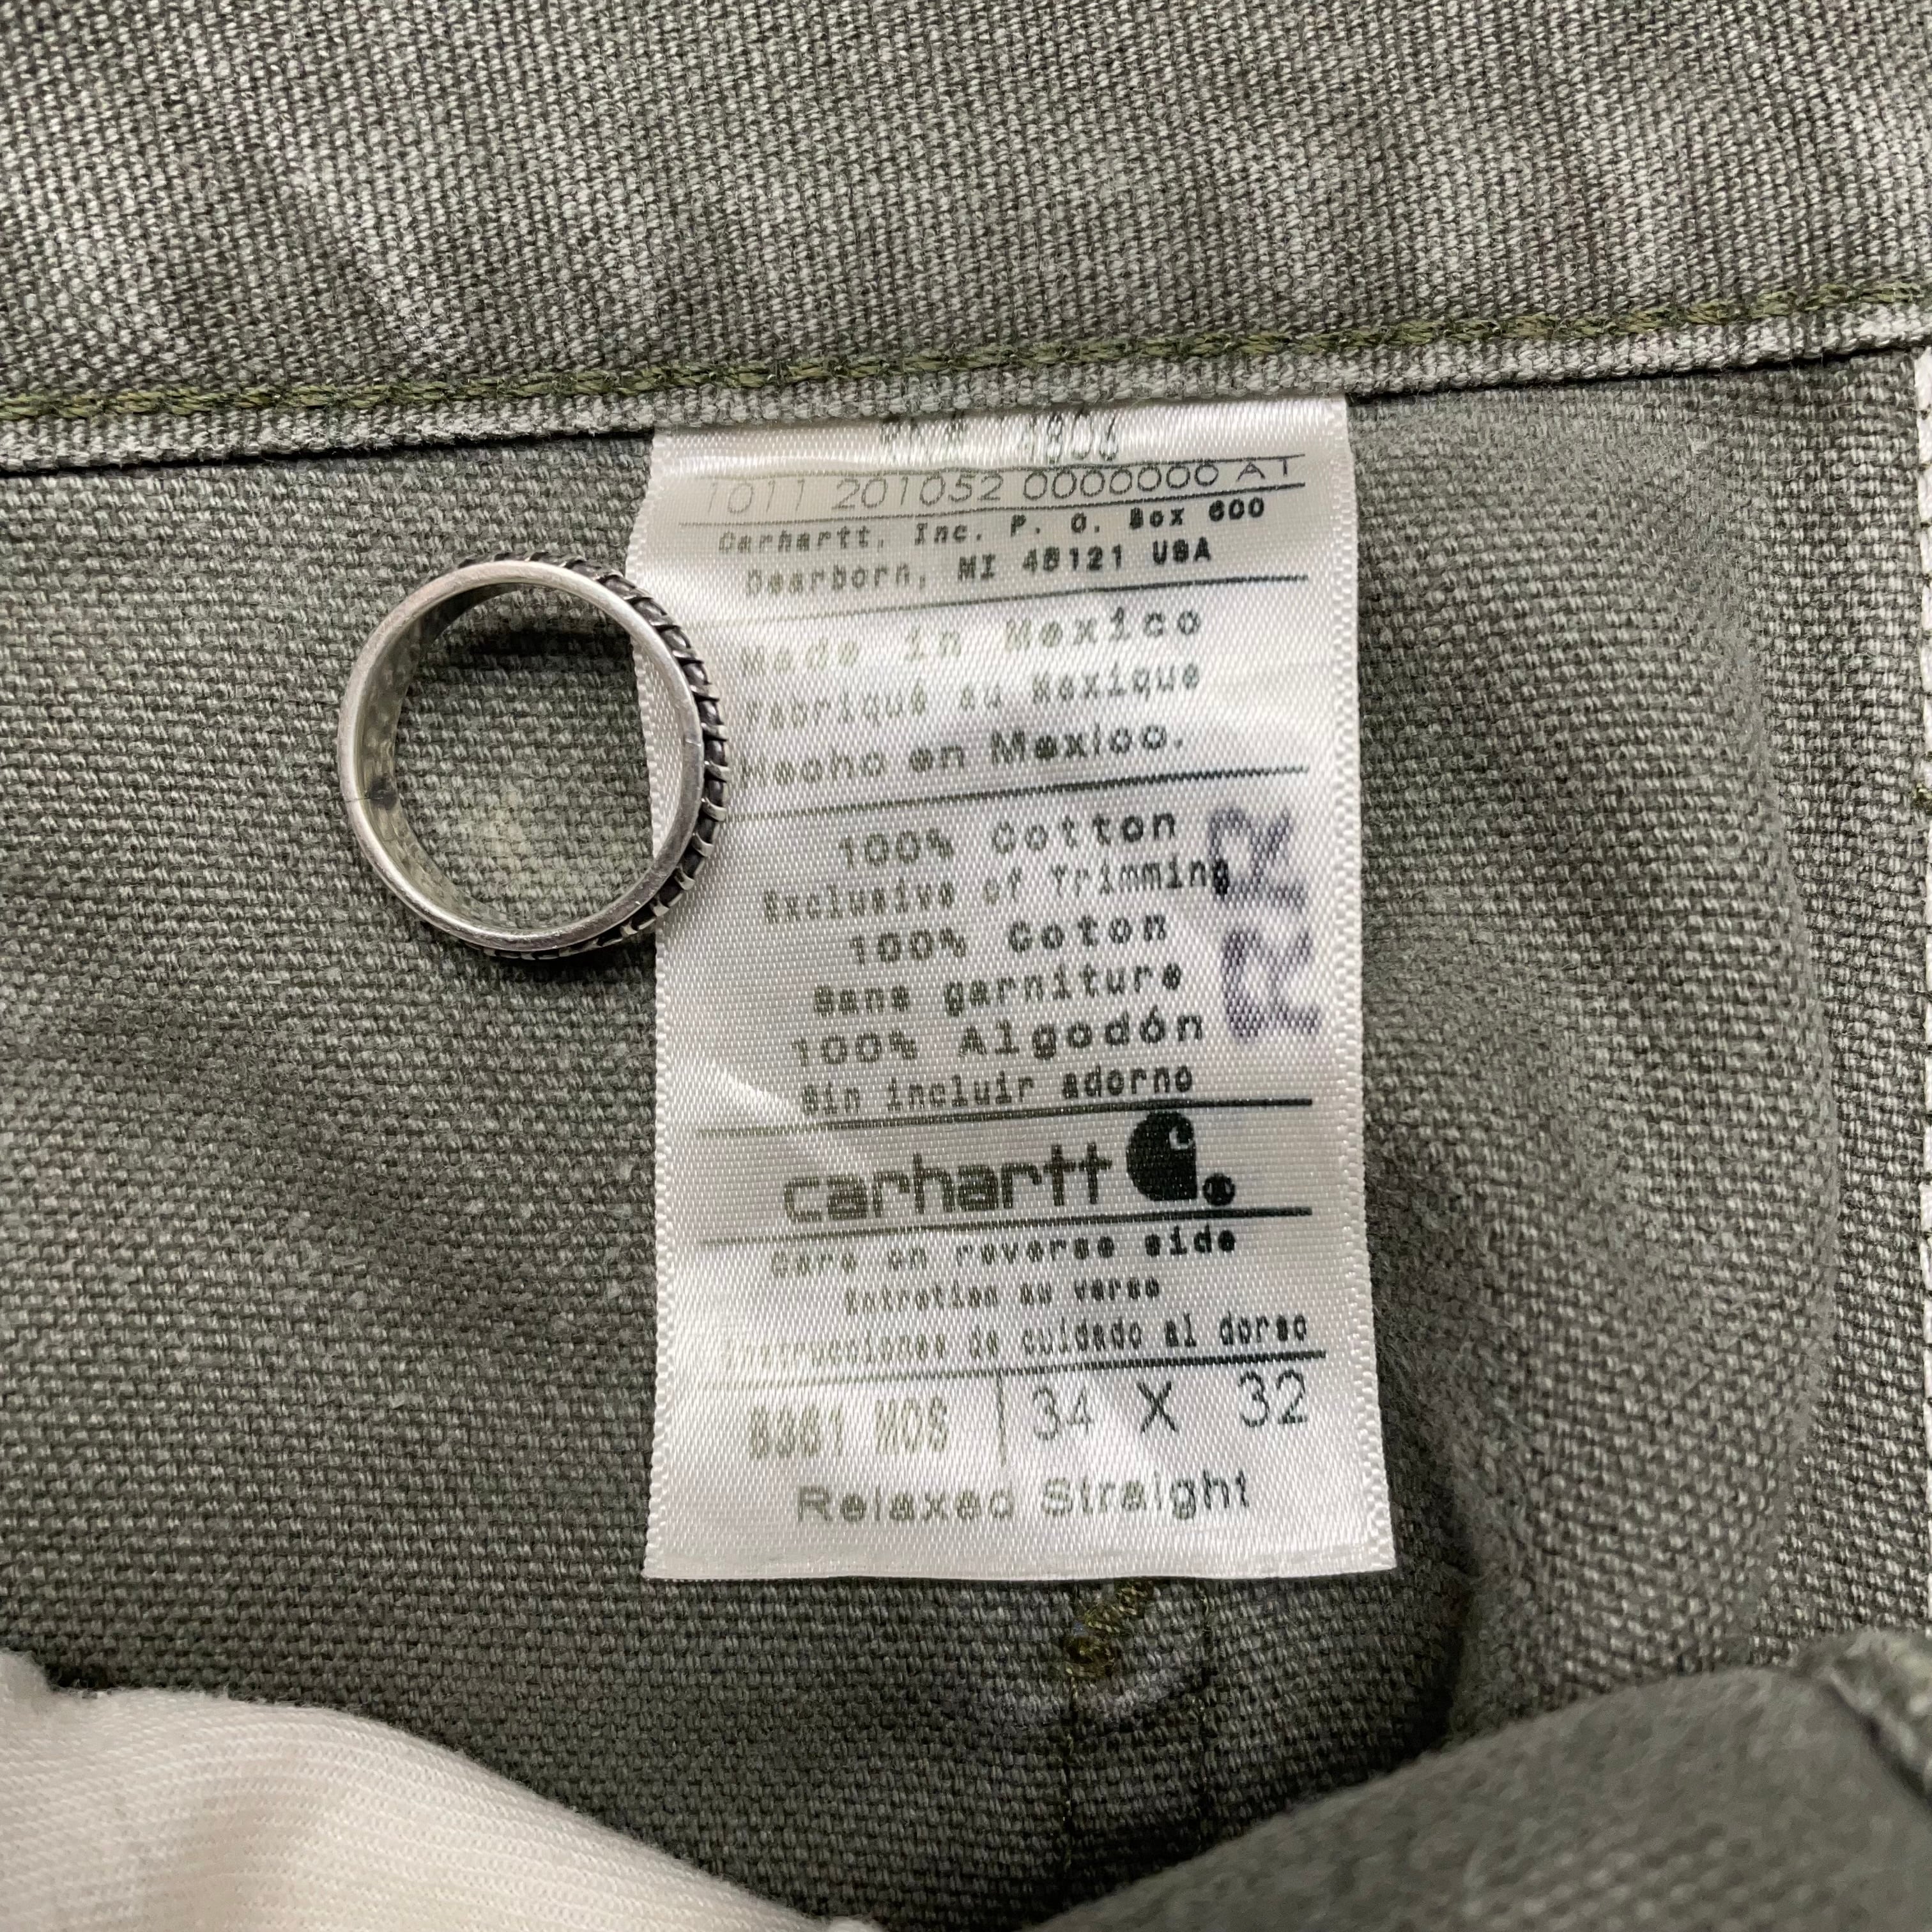 1011 201052 0000000 AT
Carhartt, Inc. P. O. Box 600
Dearborn, MI 48121 USA
Made in Mexico
Fabriqué au Mexique
Hecho en Mexico.
100% Cotton
Exclusive of Trimming
100% Coton
Sans garniture
100% Algodón
Sin incluir adorno
carhartt ®
Care on reverse side
Entretien au verso
Instrucciones de cuidado al dorso
MOS 34 X 32
Relaxed Straight